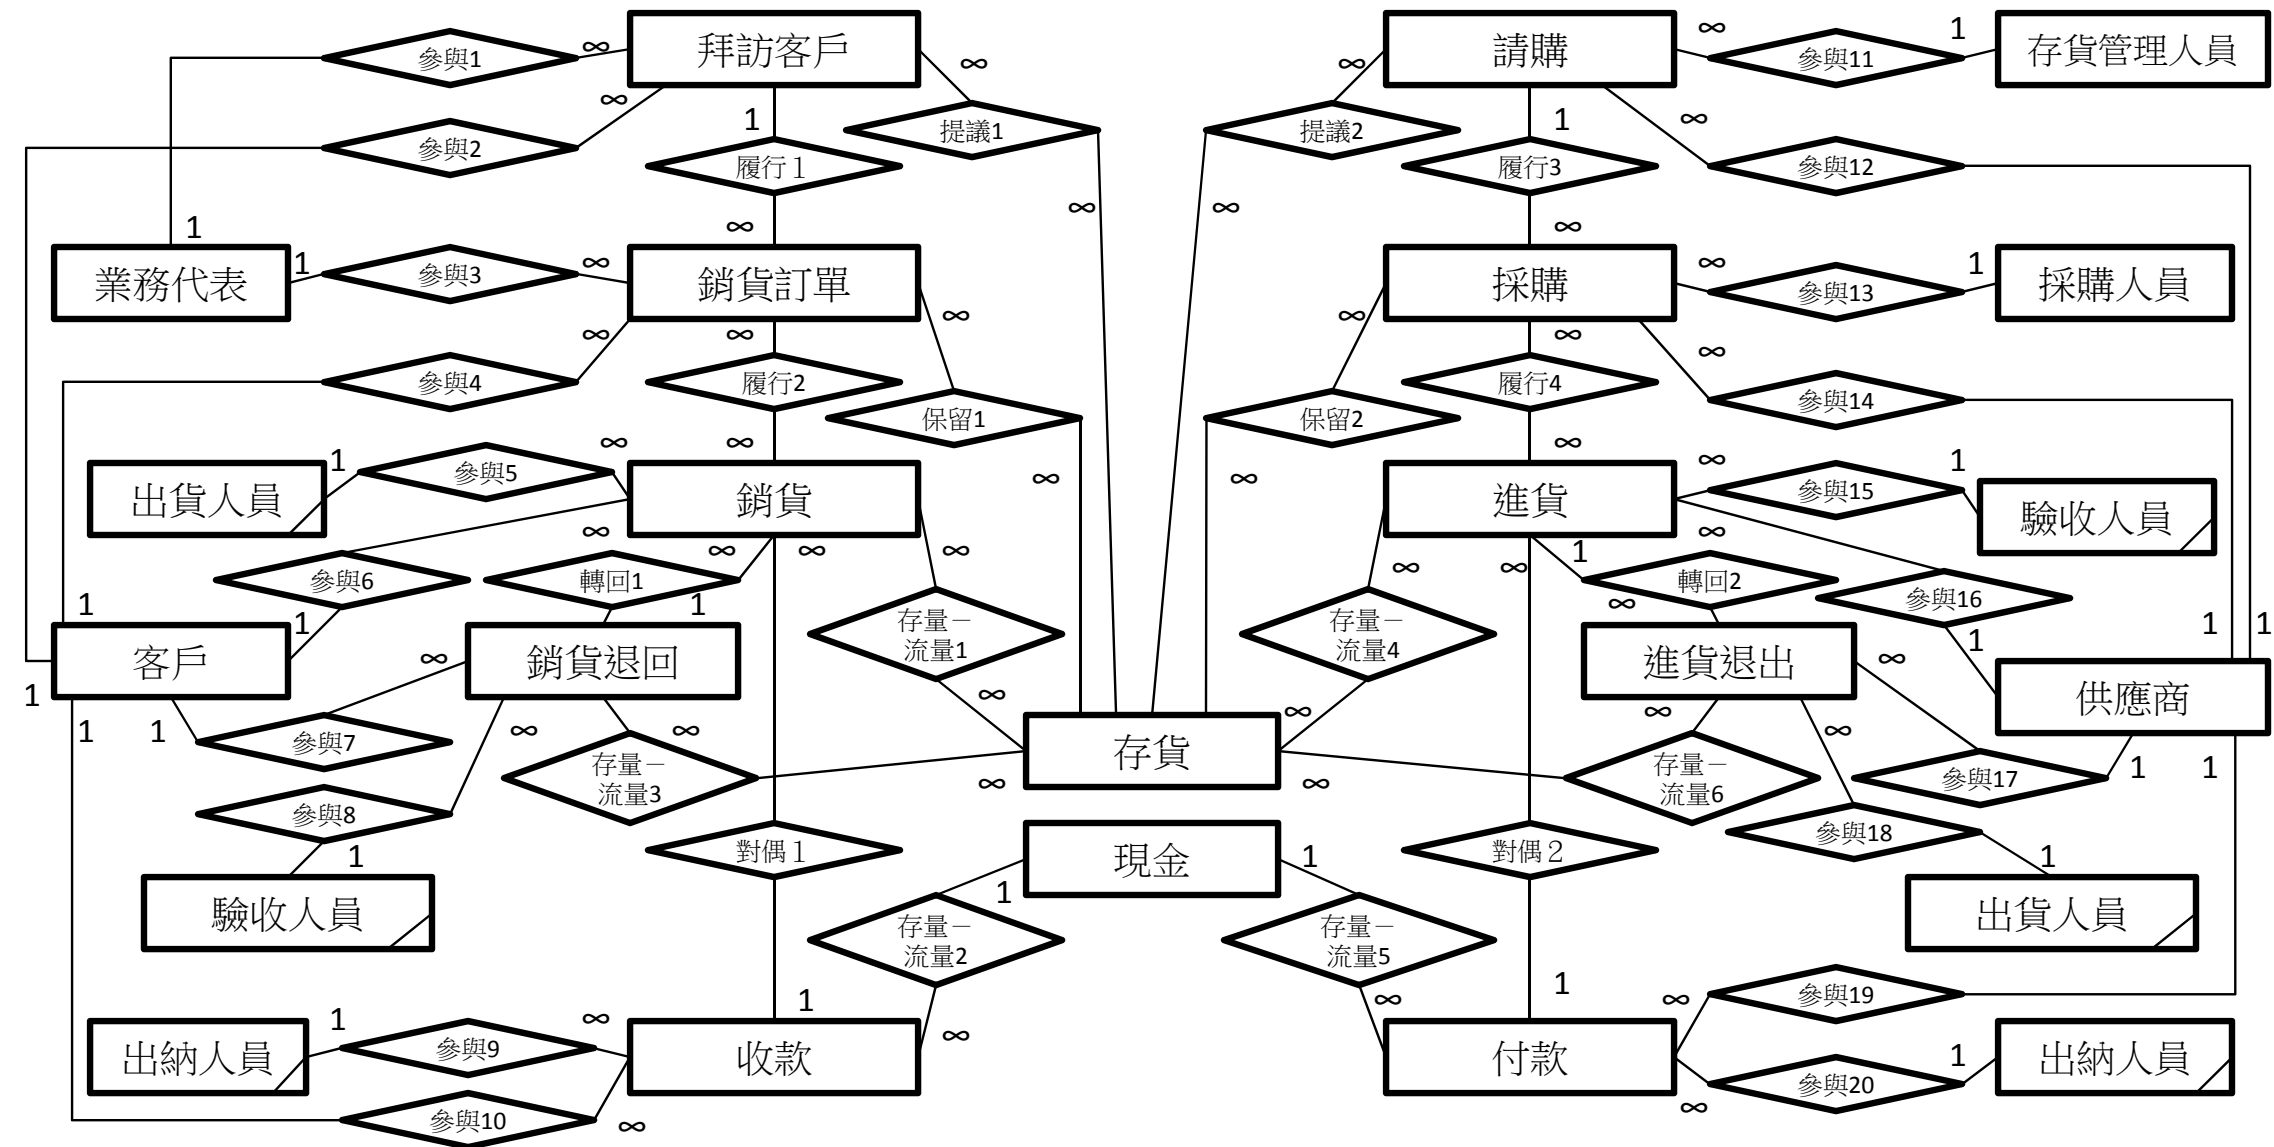 參與1
∞
拜訪客戶
∞
∞
請購
∞
參與11
1
存貨管理人員
參與2
∞
1
提議1
提議2
1
∞
參與12
履行１
履行3
1
∞
∞
∞
∞
業務代表
1
參與3
∞
銷貨訂單
採購
∞
參與13
1
採購人員
∞
∞
∞
∞
∞
∞
參與4
履行2
保留1
保留2
履行4
參與14
出貨人員
1
參與5
∞
∞
∞
∞
∞
∞
參與15
1
驗收人員
銷貨
進貨
∞
∞
∞
∞
∞
∞
1
∞
參與6
轉回1
轉回2
參與16
1
1
1
存量－
流量1
存量－
流量4
∞
1
1
1
客戶
銷貨退回
進貨退出
供應商
∞
∞
1
1
1
參與7
∞
∞
∞
∞
∞
∞
存貨
存量－
流量3
存量－
流量6
∞
∞
參與17
1
1
參與8
1
參與18
1
驗收人員
對偶１
現金
對偶２
出貨人員
1
1
存量－
流量2
存量－
流量5
出納人員
1
參與9
∞
1
收款
∞
∞
1
付款
∞
參與19
參與10
∞
∞
參與20
1
出納人員